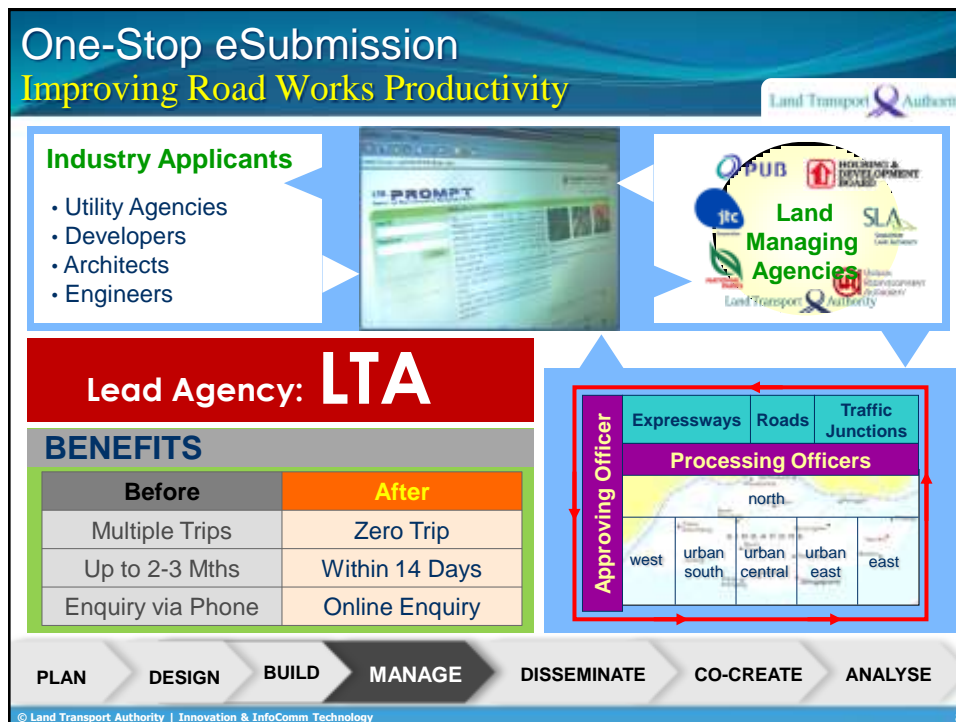 One-Stop eSubmission
Improving Road Works Productivity
Land Transport Authorit
Industry Applicants
• Utility Agencies
• Developers
• Architects
• Engineers
PROMPT
PUB
HOUSING &
DEVELOPMENT
BOARD
jtc
SLA
Land
Managing
Agencies
Land Transport Authority
Lead Agency: LTA
BENEFITS
Before After
Multiple Trips Zero Trip
Up to 2-3 Mths Within 14 Days
Enquiry via Phone Online Enquiry
Approving Officer
Expressways Roads Traffic
Junctions
Processing Officers
north
west urban
south urban
central urban
east east
PLAN DESIGN BUILD MANAGE DISSEMINATE CO-CREATE ANALYSE
© Land Transport Authority | Innovation & InfoComm Technology